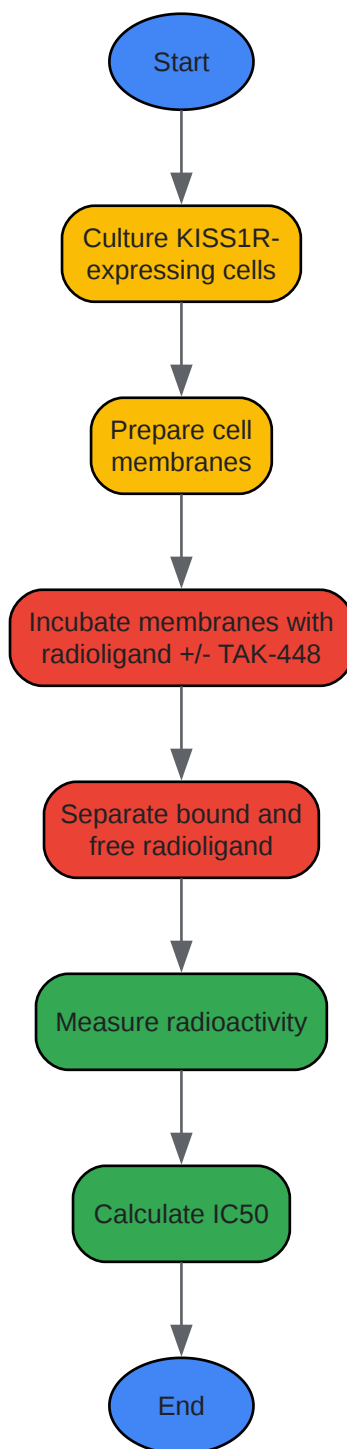 Start
Culture KISS1R-
expressing cells
Prepare cell
membranes
Incubate membranes with
radioligand +/- TAK-448
Separate bound and
free radioligand
Measure radioactivity
Calculate IC50
End